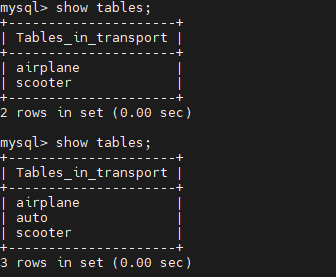 mysql> show tables;
+---------------------+
| Tables_in_transport |
+---------------------+
| airplane            |
| scooter             |
+---------------------+
2 rows in set (0.00 sec)
mysql> show tables;
+---------------------+
| Tables_in_transport |
+---------------------+
| airplane            |
| auto                |
| scooter             |
+---------------------+
3 rows in set (0.00 sec)